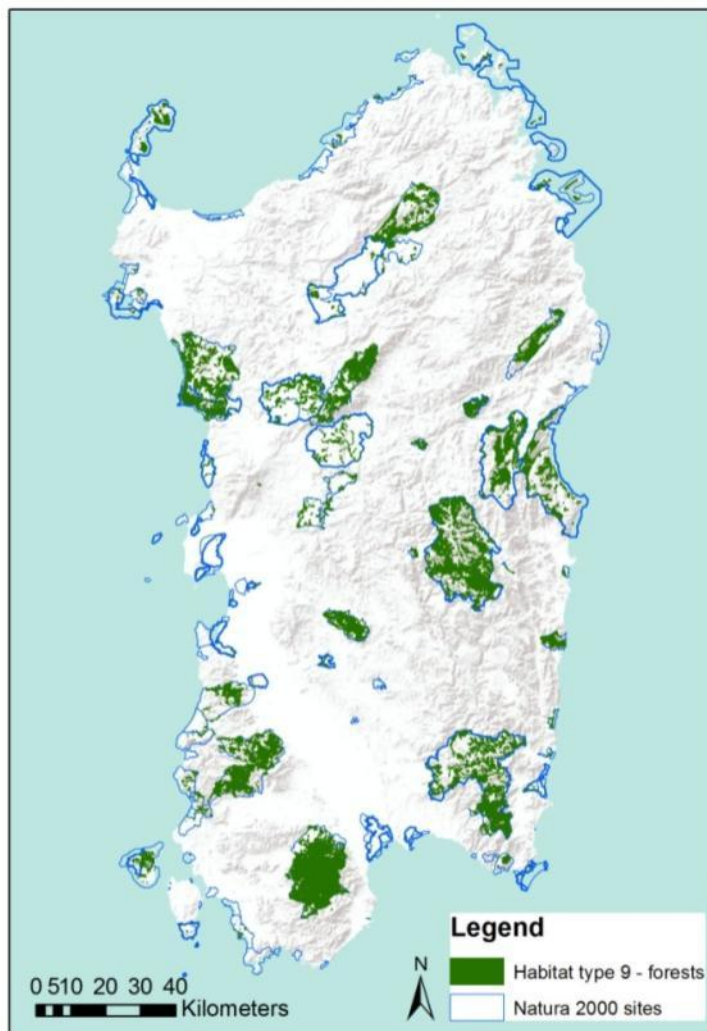 Legend
N
Habitat type 9 - forests
0 510 20 30 40
Kilometers
Natura 2000 sites